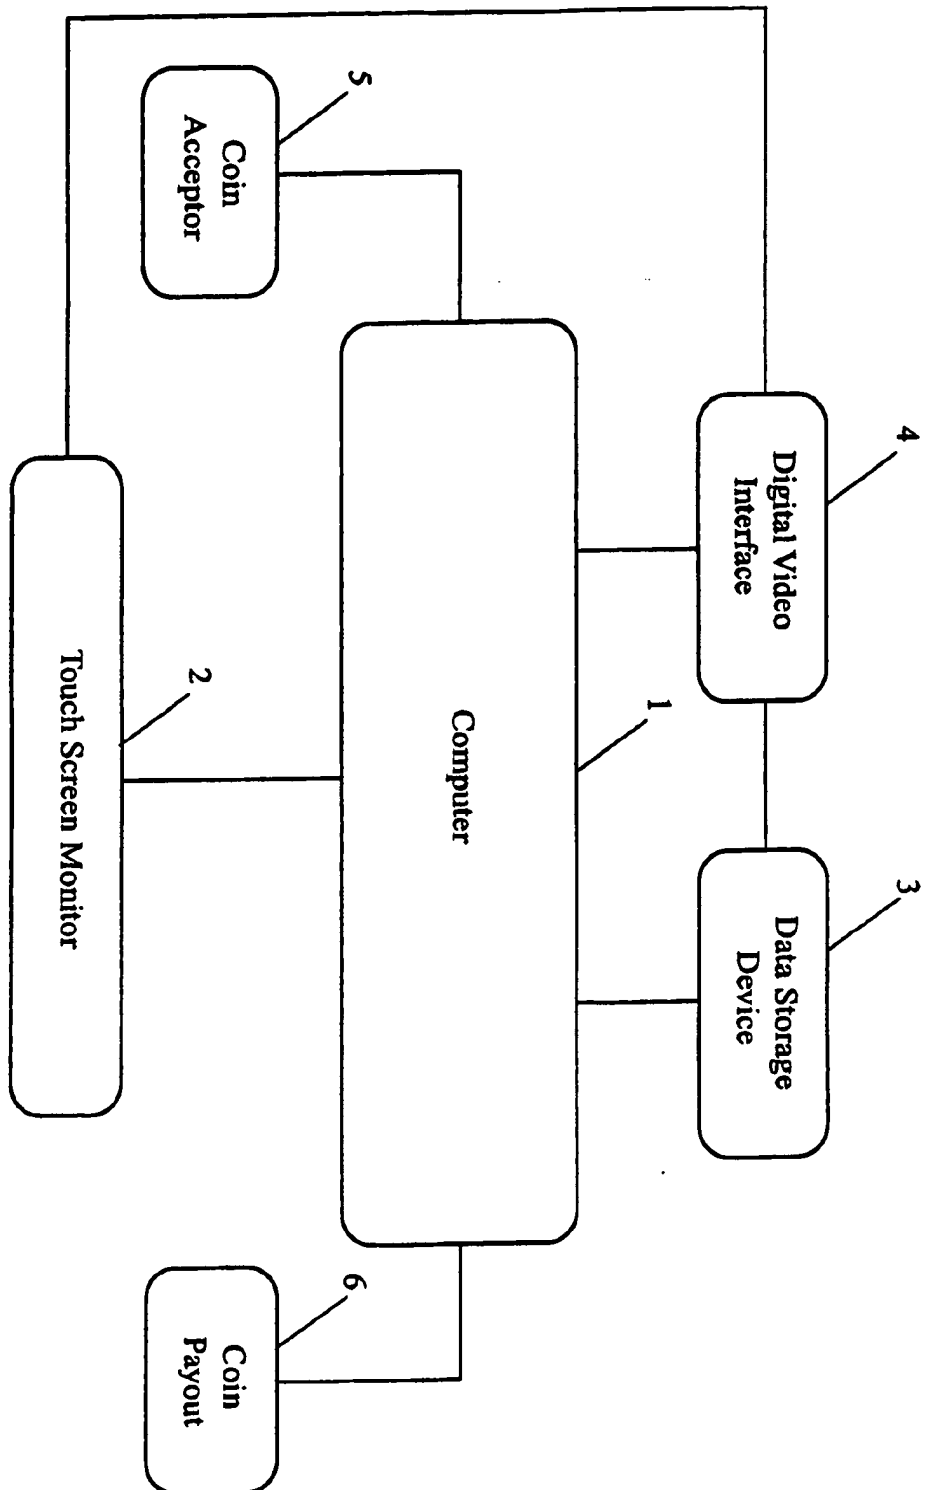 4
Digital Video
Interface
3
Data Storage
Device
1
Computer
5
Coin
Acceptor
6
Coin
Payout
2
Touch Screen Monitor